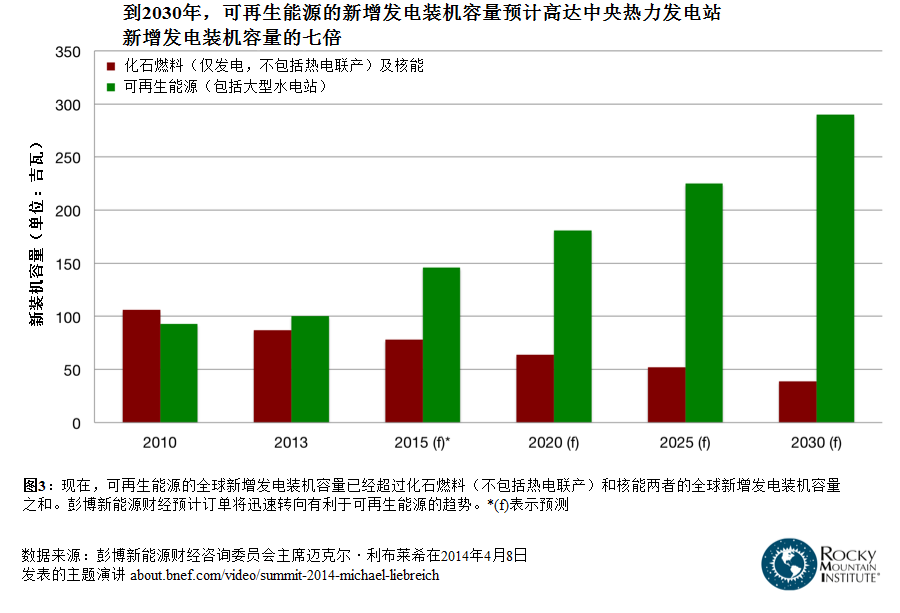 到2030年，可再生能源的新增发电装机容量预计高达中央热力发电站
新增发电装机容量的七倍
350
化石燃料（仅发电，不包括热电联产）及核能
可再生能源（包括大型水电站）
300
250
200
150
100
50
0
新装机容量（单位：吉瓦）
2010
2013
2015 (f)*
2020 (f)
2025 (f)
2030 (f)
图3：现在，可再生能源的全球新增发电装机容量已经超过化石燃料（不包括热电联产）和核能两者的全球新增发电装机容量
之和。彭博新能源财经预计订单将迅速转向有利于可再生能源的趋势。*(f)表示预测
数据来源：彭博新能源财经咨询委员会主席迈克尔·利布莱希在2014年4月8日
发表的主题演讲 about.bnef.com/video/summit-2014-michael-liebreich
ROCKY
MOUNTAIN
INSTITUTE